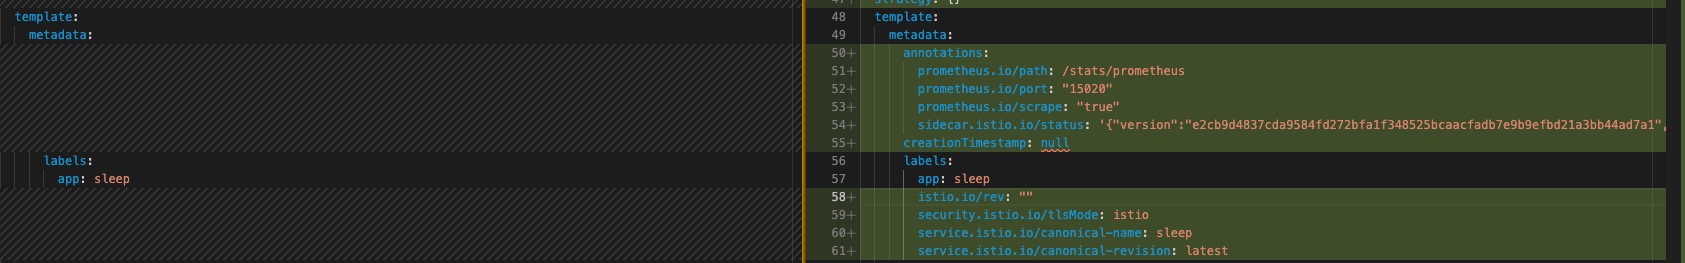 template:
metadata:
labels:
app: sleep
47+ strategy: {}
48 template:
49 metadata:
50+ annotations:
51+ prometheus.io/path: /stats/prometheus
52+ prometheus.io/port: "15020"
53+ prometheus.io/scrape: "true"
54+ sidecar.istio.io/status: '{"version":"e2cb9d4837cda9584fd272bfa1f348525bcaacfadb7e9b9efbd21a3bb44ad7a1",
55+ creationTimestamp: null
56 labels:
57 app: sleep
58+ istio.io/rev: ""
59+ security.istio.io/tlsMode: istio
60+ service.istio.io/canonical-name: sleep
61+ service.istio.io/canonical-revision: latest